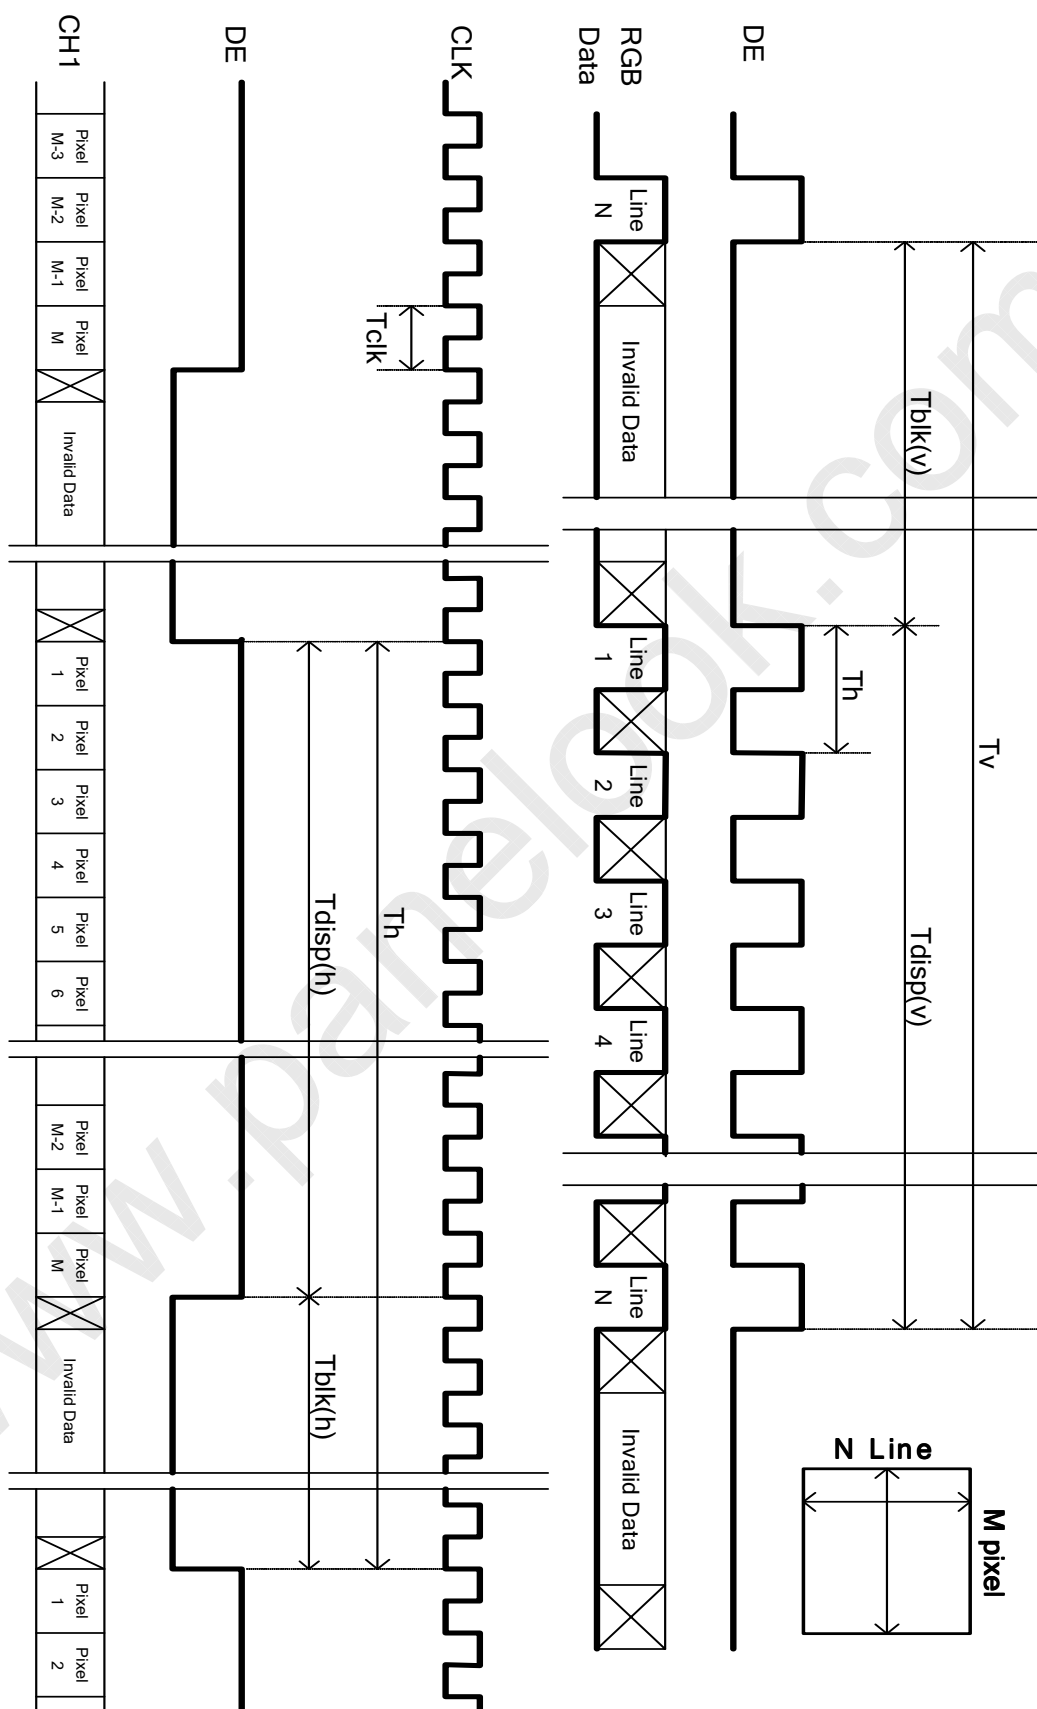 Tv
Tblk(v)
Tdisp(v)
Th
DE
RGB
Data
Line
N
Invalid Data
Line
1
Line
2
Line
3
Line
4
Line
N
Invalid Data
M pixel
N Line
CLK
Tclk
Th
Tdisp(h)
Tblk(h)
DE
CH1
Pixel
M-3
Pixel
M-2
Pixel
M-1
Pixel
M
Invalid Data
Pixel
1
Pixel
2
Pixel
3
Pixel
4
Pixel
5
Pixel
6
Pixel
M-2
Pixel
M-1
Pixel
M
Invalid Data
Pixel
1
Pixel
2
www.panelook.com